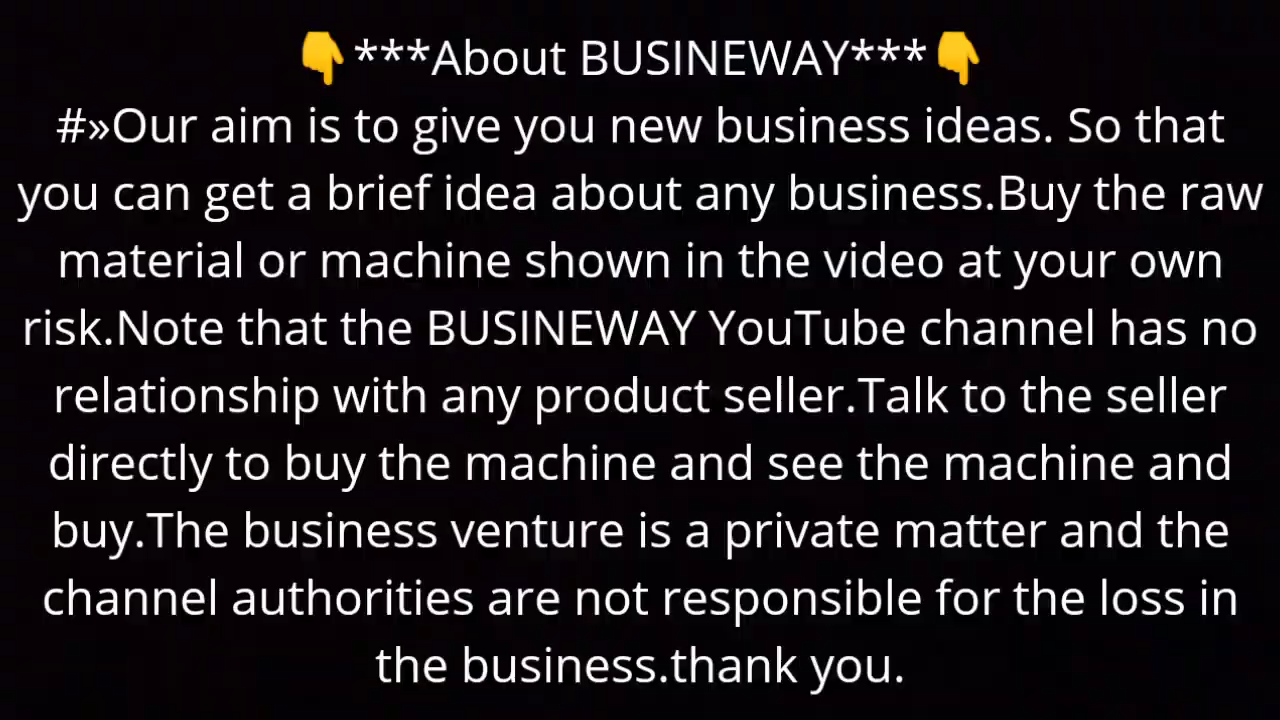 👇***About BUSINEWAY***👇
#»Our aim is to give you new business ideas. So that
you can get a brief idea about any business.Buy the raw
material or machine shown in the video at your own
risk.Note that the BUSINEWAY YouTube channel has no
relationship with any product seller.Talk to the seller
directly to buy the machine and see the machine and
buy.The business venture is a private matter and the
channel authorities are not responsible for the loss in
the business.thank you.